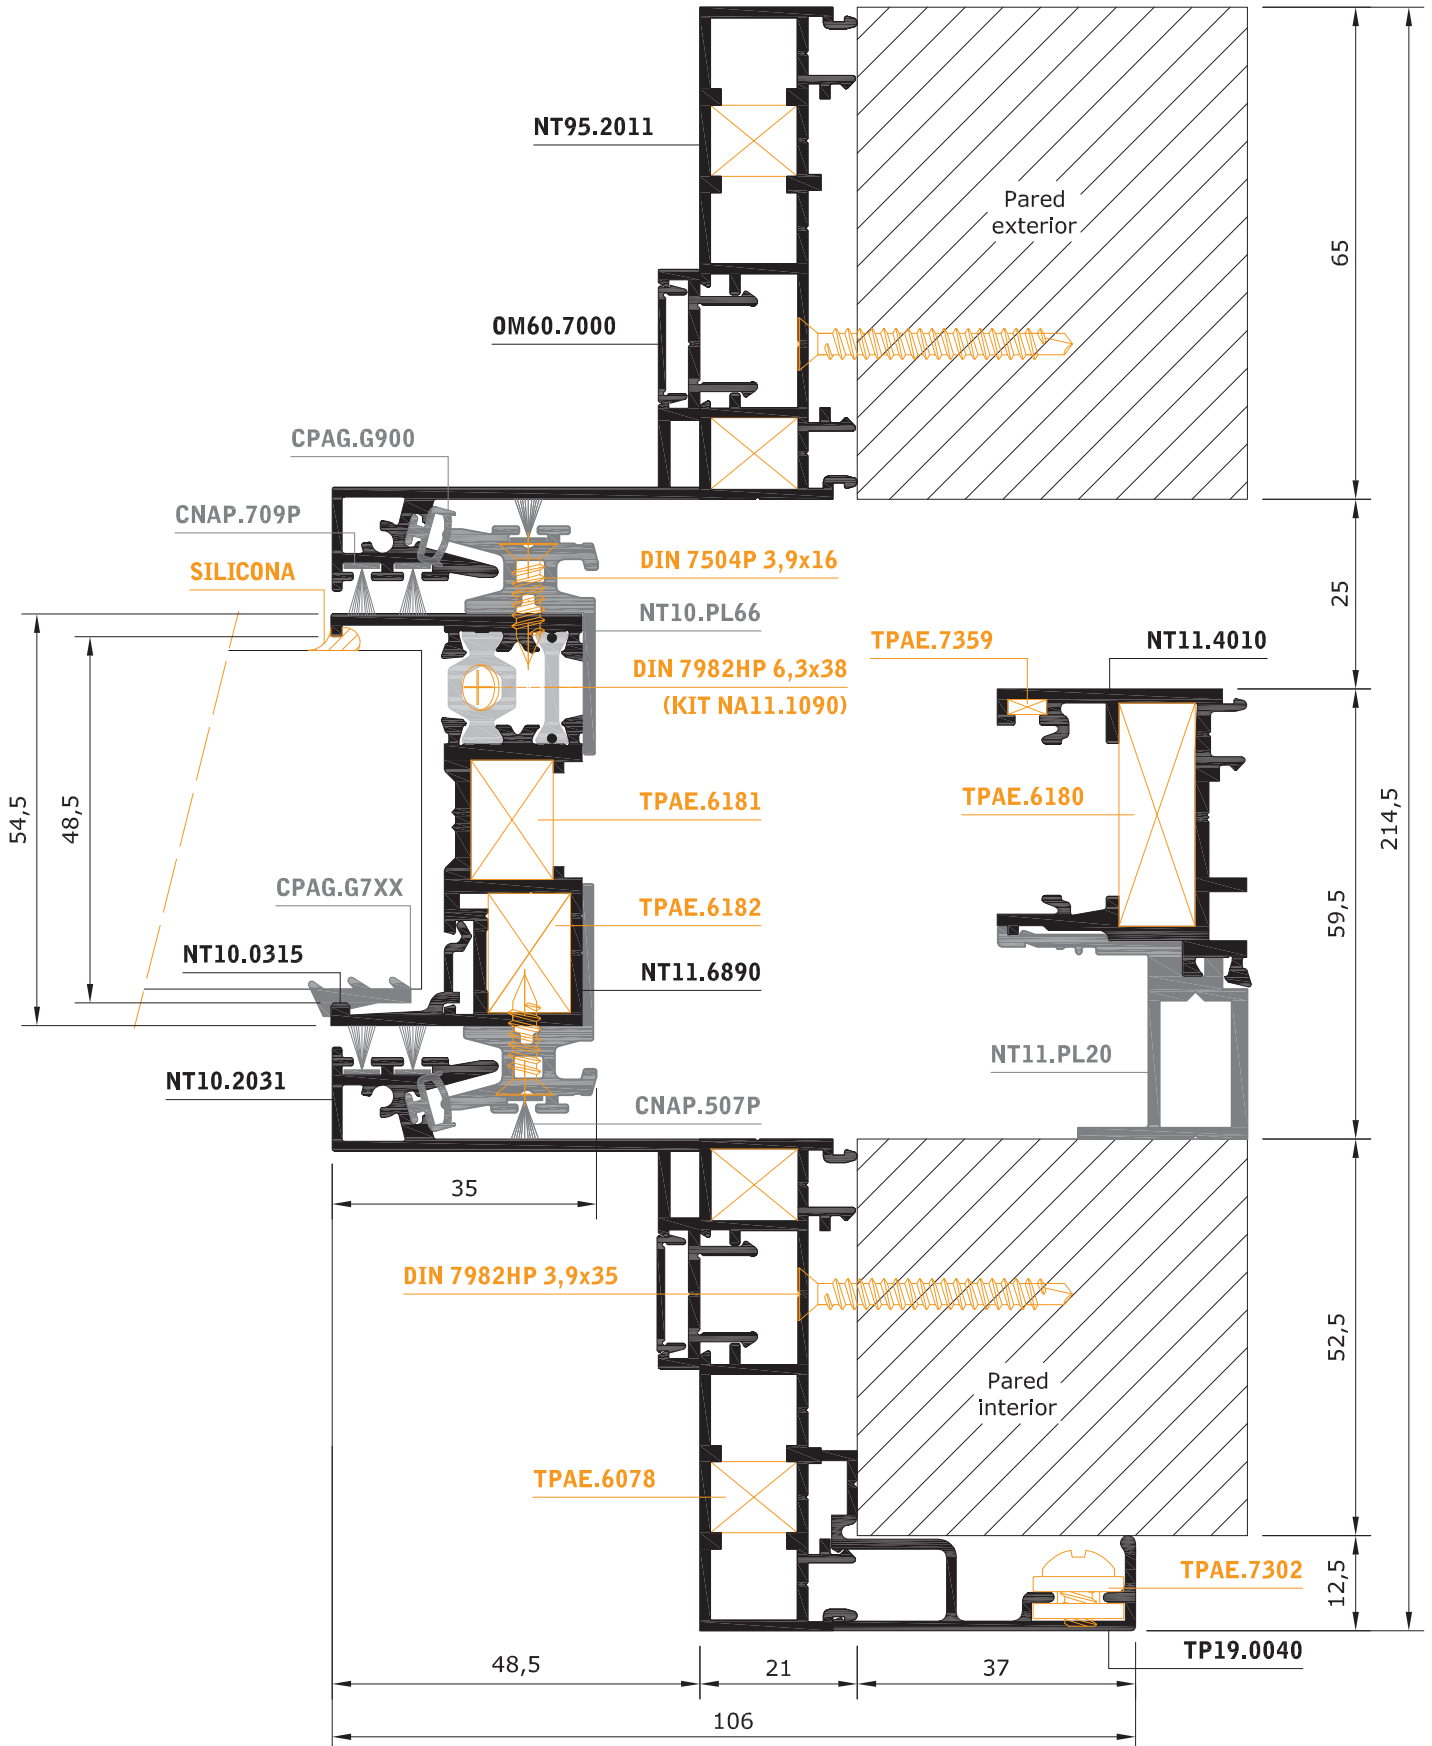 NT95.2011
Pared
exterior
65
OM60.7000
CPAG.G900
CNAP.709P
SILICONA
DIN 7504P 3,9x16
NT10.PL66
25
TPAE.7359
NT11.4010
DIN 7982HP 6,3x38
(KIT NA11.1090)
54,5
48,5
TPAE.6181
TPAE.6180
214,5
CPAG.G7XX
TPAE.6182
59,5
NT10.0315
NT11.6890
NT10.2031
NT11.PL20
CNAP.507P
35
DIN 7982HP 3,9x35
52,5
Pared
interior
TPAE.6078
TPAE.7302
12,5
TP19.0040
48,5
21
37
106